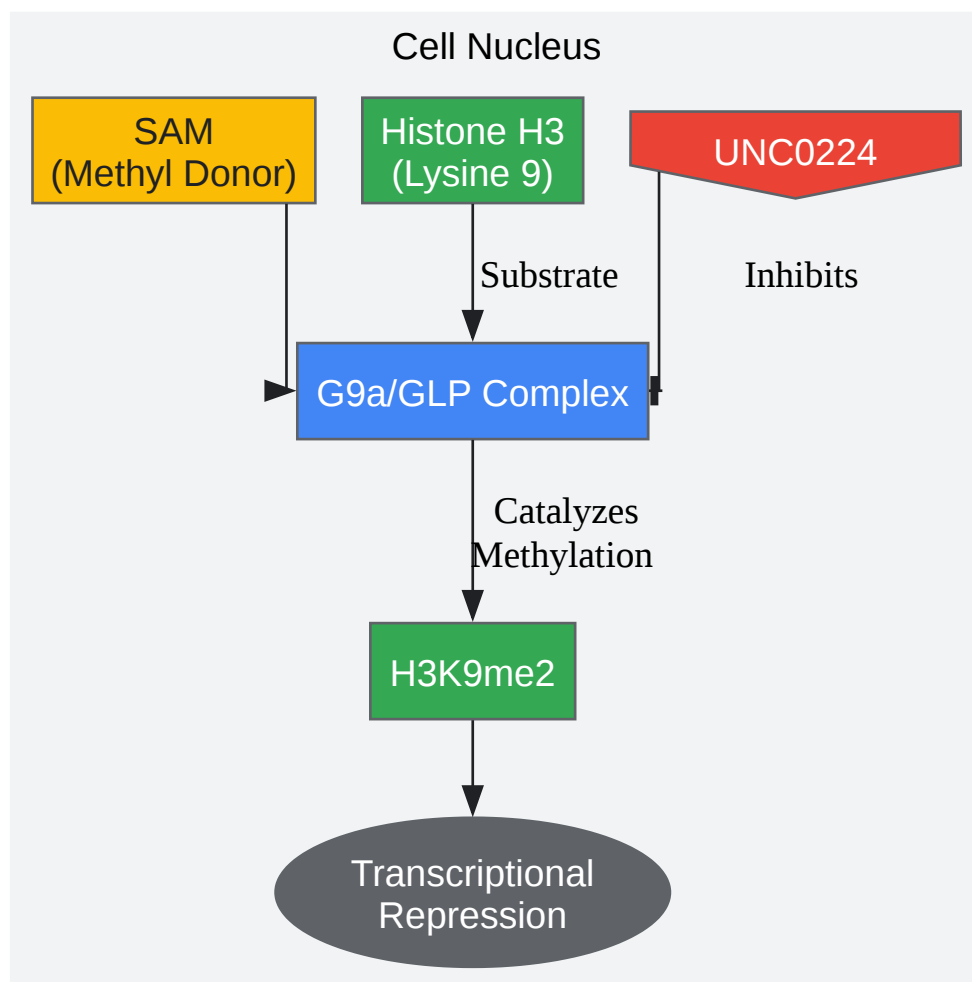 Cell Nucleus
SAM
(Methyl Donor)
Histone H3
(Lysine 9)
UNC0224
Substrate
Inhibits
G9a/GLP Complex
Catalyzes
Methylation
H3K9me2
Transcriptional
Repression